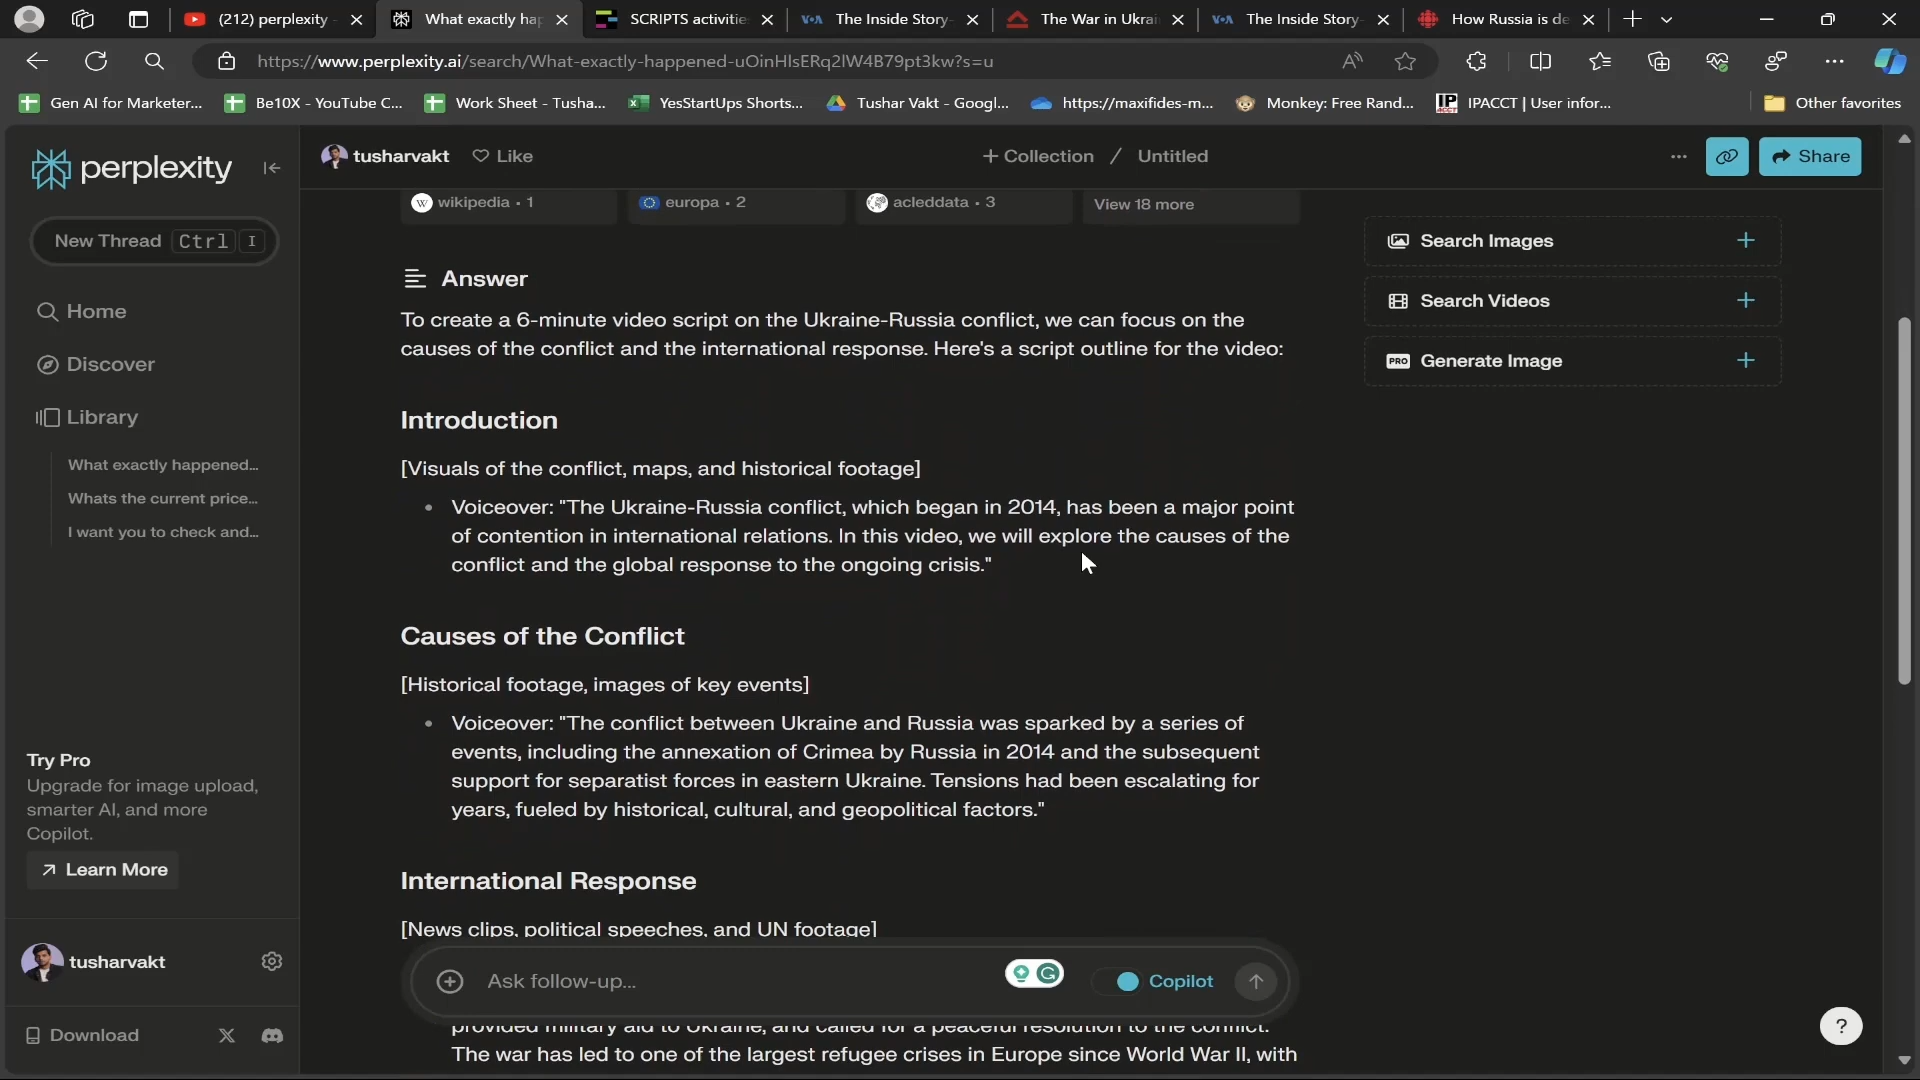 (212) perplexity -
What exactly hap
SCRIPTS activitie
The Inside Story-
The War in Ukrai
The Inside Story-
How Russia is de
https://www.perplexity.ai/search/What-exactly-happened-uOinHlsERq2lW4B79pt3kw?s=u
Gen AI for Marketer...
Be10X - YouTube C...
Work Sheet - Tusha...
YesStartUps Shorts...
Tushar Vakt - Googl...
https://maxifides-m...
Monkey: Free Rand...
IPACCT | User infor...
Other favorites
perplexity
New Thread Ctrl I
Home
Discover
Library
What exactly happened...
Whats the current price...
I want you to check and...
Try Pro
Upgrade for image upload,
smarter AI, and more
Copilot.
Learn More
tusharvakt
Download
tusharvakt
Like
Collection / Untitled
Share
wikipedia · 1
europa · 2
acleddata · 3
View 18 more
Answer
To create a 6-minute video script on the Ukraine-Russia conflict, we can focus on the
causes of the conflict and the international response. Here's a script outline for the video:
Introduction
[Visuals of the conflict, maps, and historical footage]
• Voiceover: "The Ukraine-Russia conflict, which began in 2014, has been a major point
of contention in international relations. In this video, we will explore the causes of the
conflict and the global response to the ongoing crisis."
Causes of the Conflict
[Historical footage, images of key events]
• Voiceover: "The conflict between Ukraine and Russia was sparked by a series of
events, including the annexation of Crimea by Russia in 2014 and the subsequent
support for separatist forces in eastern Ukraine. Tensions had been escalating for
years, fueled by historical, cultural, and geopolitical factors."
International Response
[News clips, political speeches, and UN footage]
Ask follow-up...
Copilot
provided military aid to Ukraine, and called for a peaceful resolution to the conflict.
The war has led to one of the largest refugee crises in Europe since World War II, with
Search Images
Search Videos
PRO Generate Image
?